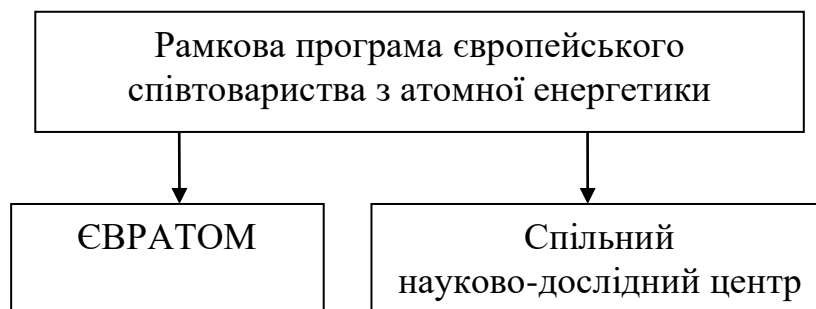 Рамкова програма європейського
співтовариства з атомної енергетики
ЄВРАТОМ
Спільний
науково-дослідний центр